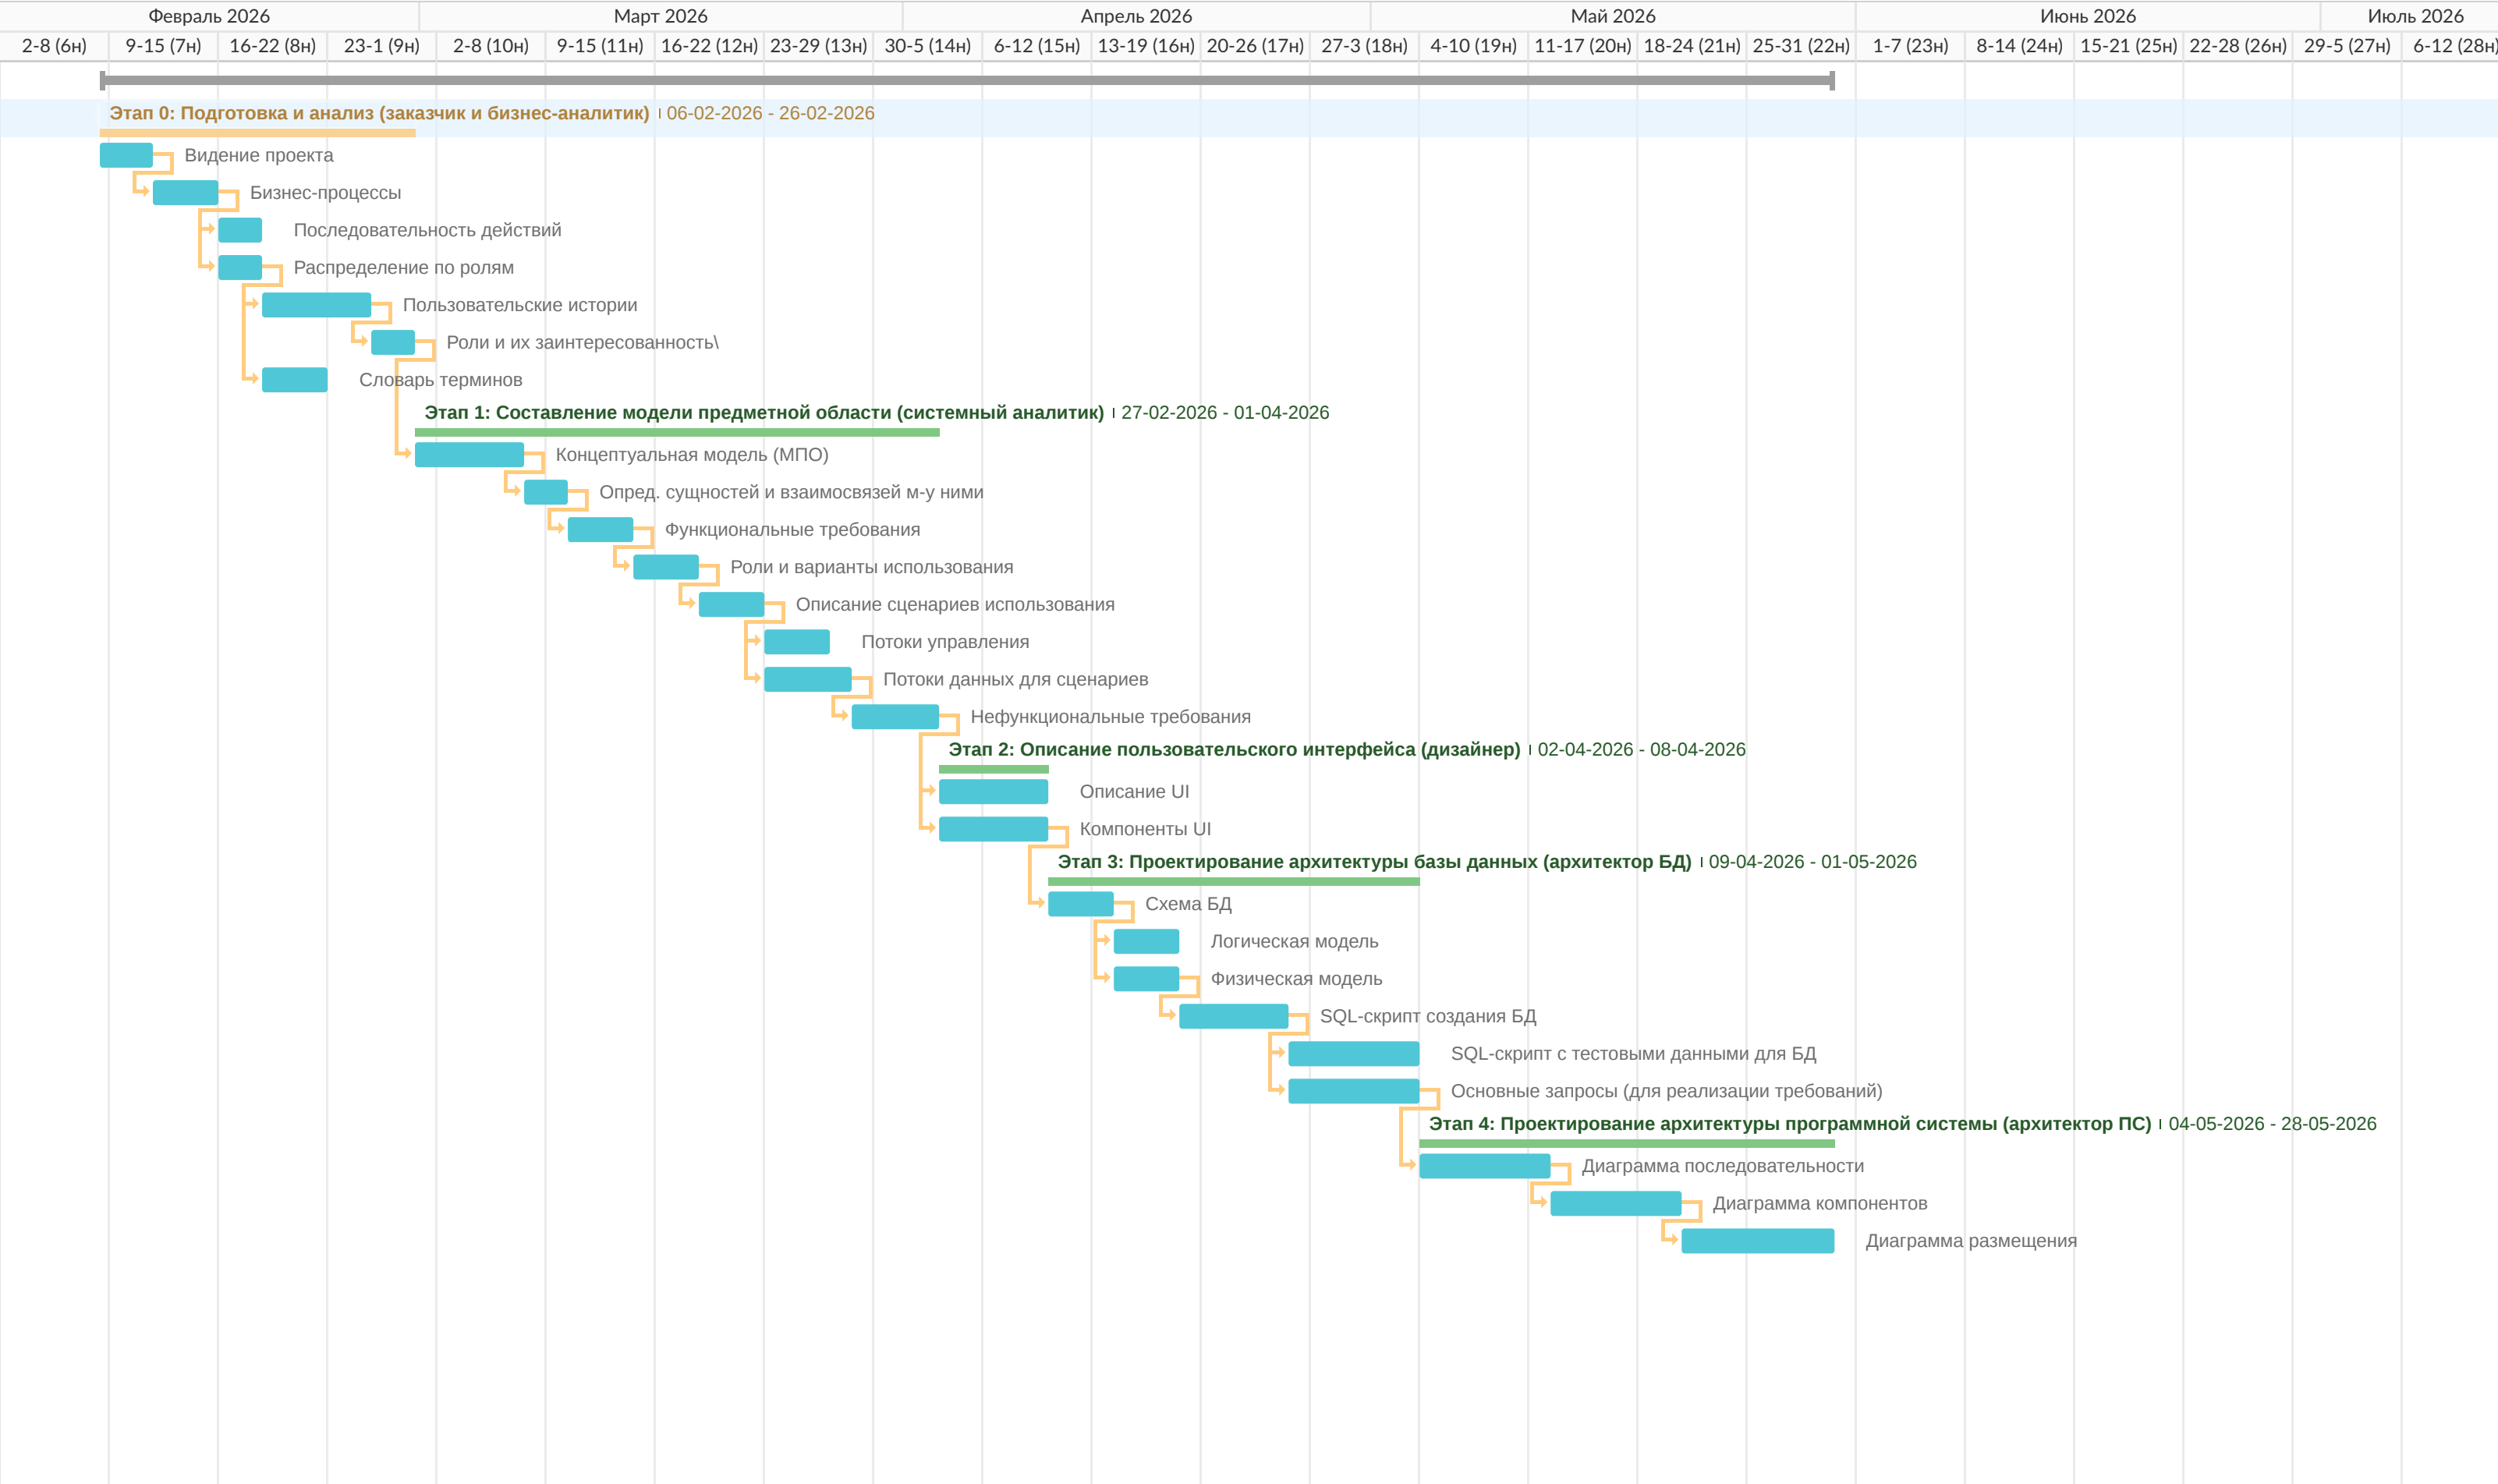 Февраль 2026 Март 2026 Апрель 2026 Май 2026 Июнь 2026 Июль 2026
2-8 (6н) 9-15 (7н) 16-22 (8н) 23-1 (9н) 2-8 (10н) 9-15 (11н) 16-22 (12н) 23-29 (13н) 30-5 (14н) 6-12 (15н) 13-19 (16н) 20-26 (17н) 27-3 (18н) 4-10 (19н) 11-17 (20н) 18-24 (21н) 25-31 (22н) 1-7 (23н) 8-14 (24н) 15-21 (25н) 22-28 (26н) 29-5 (27н) 6-12 (28н)
Этап 0: Подготовка и анализ (заказчик и бизнес-аналитик) 06-02-2026 - 26-02-2026
Видение проекта
Бизнес-процессы
Последовательность действий
Распределение по ролям
Пользовательские истории
Роли и их заинтересованность\
Словарь терминов
Этап 1: Составление модели предметной области (системный аналитик) 27-02-2026 - 01-04-2026
Концептуальная модель (МПО)
Опред. сущностей и взаимосвязей м-у ними
Функциональные требования
Роли и варианты использования
Описание сценариев использования
Потоки управления
Потоки данных для сценариев
Нефункциональные требования
Этап 2: Описание пользовательского интерфейса (дизайнер) 02-04-2026 - 08-04-2026
Описание UI
Компоненты UI
Этап 3: Проектирование архитектуры базы данных (архитектор БД) 09-04-2026 - 01-05-2026
Схема БД
Логическая модель
Физическая модель
SQL-скрипт создания БД
SQL-скрипт с тестовыми данными для БД
Основные запросы (для реализации требований)
Этап 4: Проектирование архитектуры программной системы (архитектор ПС) 04-05-2026 - 28-05-2026
Диаграмма последовательности
Диаграмма компонентов
Диаграмма размещения